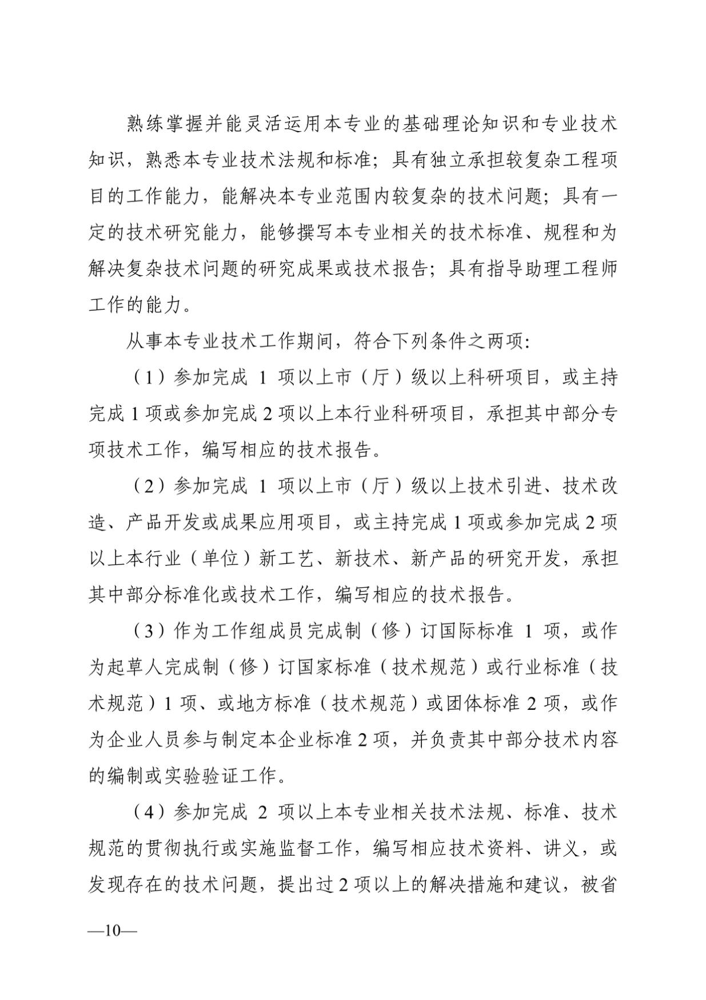 熟练掌握并能灵活运用本专业的基础理论知识和专业技术
知识，熟悉本专业技术法规和标准；具有独立承担较复杂工程项
目的工作能力，能解决本专业范围内较复杂的技术问题；具有一
定的技术研究能力，能够撰写本专业相关的技术标准、规程和为
解决复杂技术问题的研究成果或技术报告；具有指导助理工程师
工作的能力。
从事本专业技术工作期间，符合下列条件之两项：
（1）参加完成 1 项以上市（厅）级以上科研项目，或主持
完成 1 项或参加完成 2 项以上本行业科研项目，承担其中部分专
项技术工作，编写相应的技术报告。
（2）参加完成 1 项以上市（厅）级以上技术引进、技术改
造、产品开发或成果应用项目，或主持完成 1 项或参加完成 2 项
以上本行业（单位）新工艺、新技术、新产品的研究开发，承担
其中部分标准化或技术工作，编写相应的技术报告。
（3）作为工作组成员完成制（修）订国际标准 1 项，或作
为起草人完成制（修）订国家标准（技术规范）或行业标准（技
术规范）1 项、或地方标准（技术规范）或团体标准 2 项，或作
为企业人员参与制定本企业标准 2 项，并负责其中部分技术内容
的编制或实验验证工作。
（4）参加完成 2 项以上本专业相关技术法规、标准、技术
规范的贯彻执行或实施监督工作，编写相应技术资料、讲义，或
发现存在的技术问题，提出过 2 项以上的解决措施和建议，被省
—10—